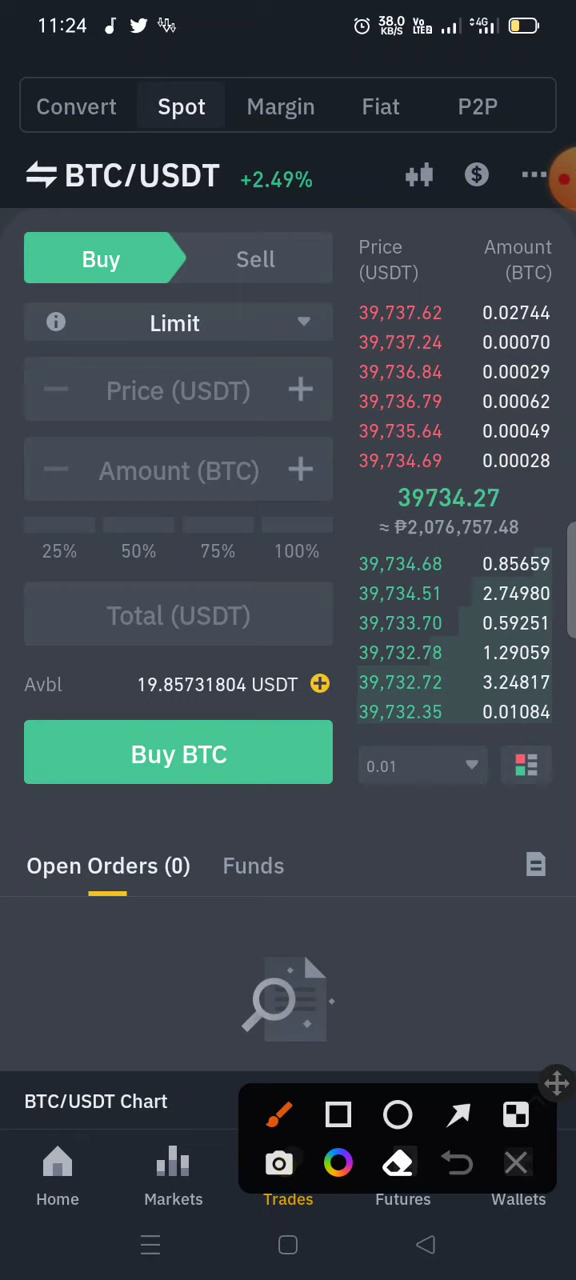 11:24 38.0 KB/S Vo LTE2 4G
Convert Spot Margin Fiat P2P
BTC/USDT +2.49%
Buy Sell
Limit
Price (USDT)
Amount (BTC)
25% 50% 75% 100%
Total (USDT)
Avbl 19.85731804 USDT
Buy BTC
Price (USDT) Amount (BTC)
39,737.62 0.02744
39,737.24 0.00070
39,736.84 0.00029
39,736.79 0.00062
39,735.64 0.00049
39,734.69 0.00028
39734.27
≈ ₱2,076,757.48
39,734.68 0.85659
39,734.51 2.74980
39,733.70 0.59251
39,732.78 1.29059
39,732.72 3.24817
39,732.35 0.01084
0.01
Open Orders (0) Funds
BTC/USDT Chart
Home Markets Trades Futures Wallets